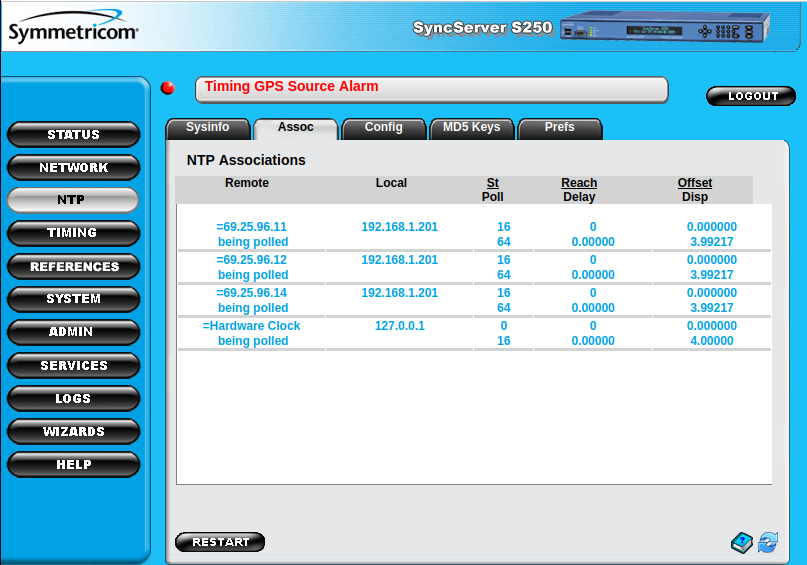 Symmetricom®
SyncServer S250
Timing GPS Source Alarm
LOGOUT
STATUS
NETWORK
NTP
TIMING
REFERENCES
SYSTEM
ADMIN
SERVICES
LOGS
WIZARDS
HELP
Sysinfo Assoc Config MD5 Keys Prefs
NTP Associations
Remote Local St Reach Offset
Poll Delay Disp
=69.25.96.11 192.168.1.201 16 0 0.000000
being polled 64 0.00000 3.99217
=69.25.96.12 192.168.1.201 16 0 0.000000
being polled 64 0.00000 3.99217
=69.25.96.14 192.168.1.201 16 0 0.000000
being polled 64 0.00000 3.99217
=Hardware Clock 127.0.0.1 0 0 0.000000
being polled 16 0.00000 4.00000
RESTART